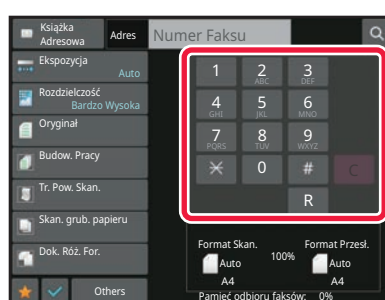 Książka
Adresowa
Adres
Numer Faksu
Ekspozycja
Auto
Rozdzielczość
Bardzo Wysoka
Oryginał
Budow. Pracy
Tr. Pow. Skan.
Skan. grub. papieru
Dok. Róż. For.
Others
1
2
ABC
3
DEF
4
GHI
5
JKL
6
MNO
7
PQRS
8
TUV
9
WXYZ
0
#
C
R
Format Skan.
100%
Format Przesł.
Auto
A4
Auto
A4
Pamięć odbioru faksów: 0%